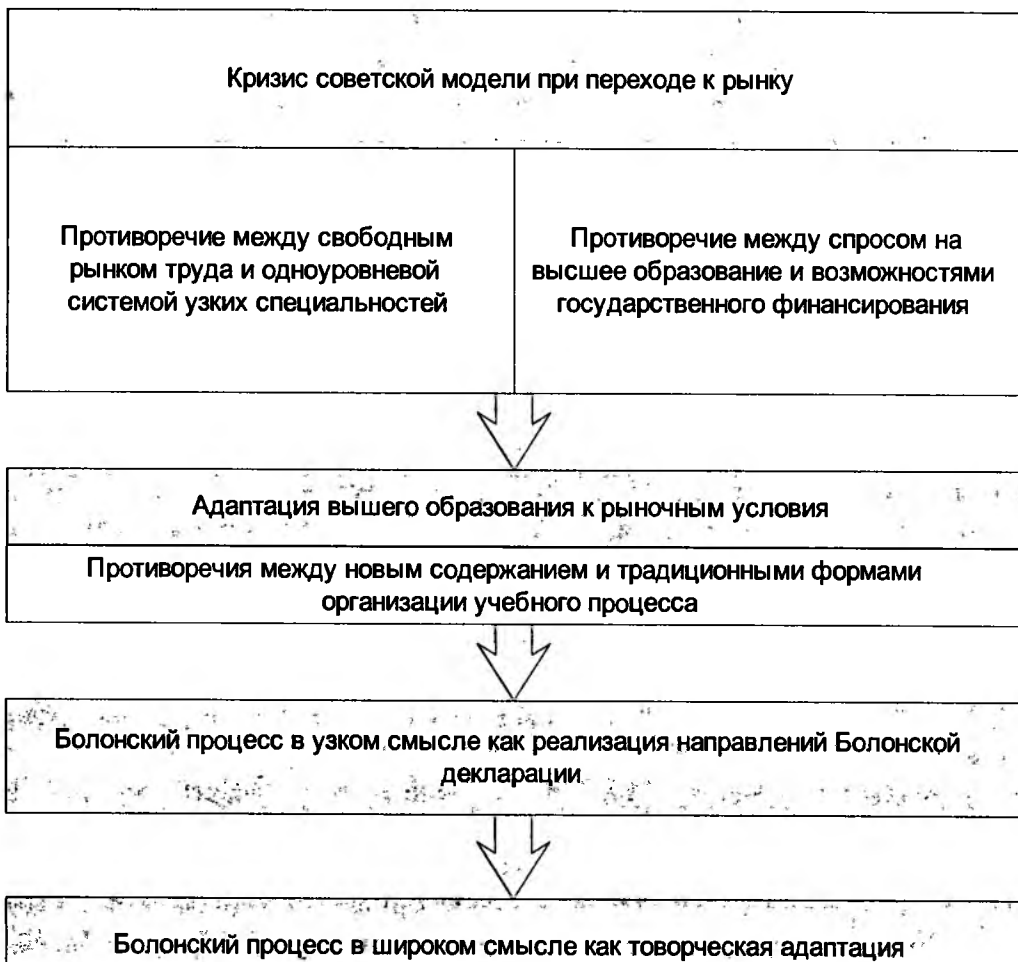 Кризис советской модели при переходе к рынку
Противоречие между свободным
рынком труда и одноуровневой
системой узких специальностей
Противоречие между спросом на
высшее образование и возможностями
государственного финансирования
Адаптация вышего образования к рыночным условия
Противоречия между новым содержанием и традиционными формами
организации учебного процесса
Болонский процесс в узком смысле как реализация направлений Болонской
декларации
Болонский процесс в широком смысле как товорческая адаптация